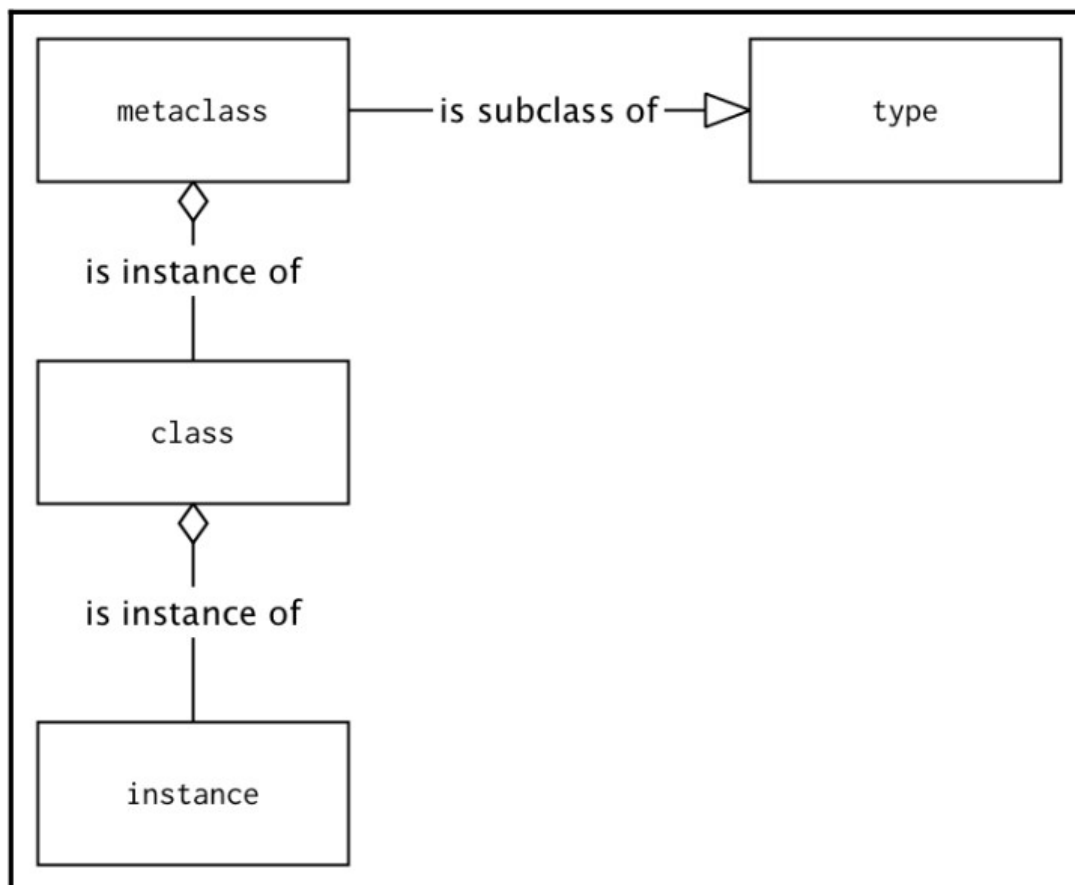 metaclass
is subclass of
type
is instance of
class
is instance of
instance